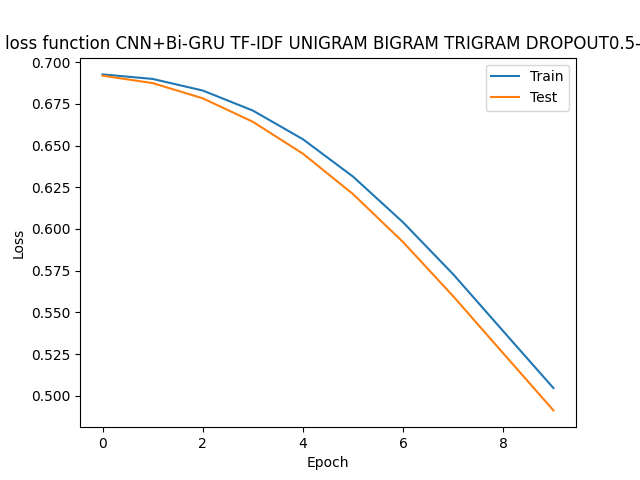 loss function CNN+Bi-GRU TF-IDF UNIGRAM BIGRAM TRIGRAM DROPOUT0.5-
Train
Test
0.700
0.675
0.650
0.625
0.600
0.575
0.550
0.525
0.500
Loss
0 2 4 6 8
Epoch